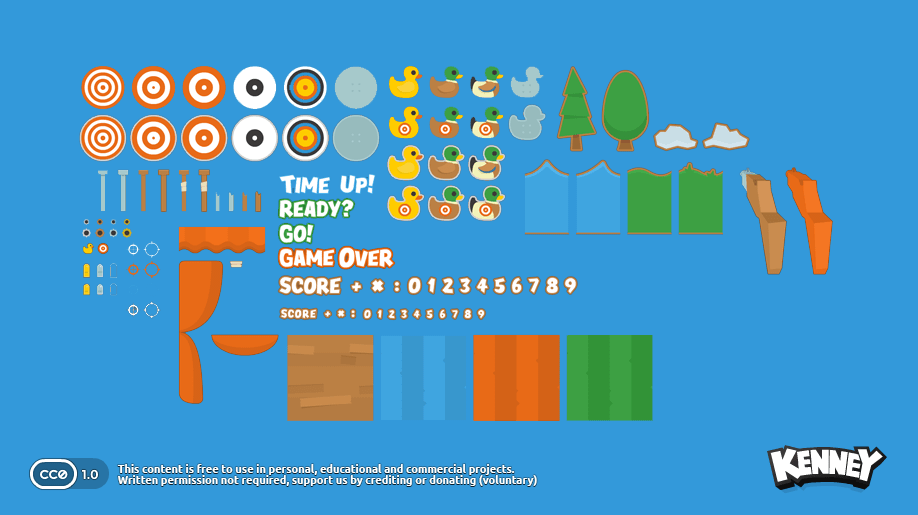 TIME UP!
READY?
GO!
GAME OVER
SCORE + × : 0 1 2 3 4 5 6 7 8 9
SCORE + × : 0 1 2 3 4 5 6 7 8 9
CC0 1.0
This content is free to use in personal, educational and commercial projects.
Written permission not required, support us by crediting or donating (voluntary)
KENNEY